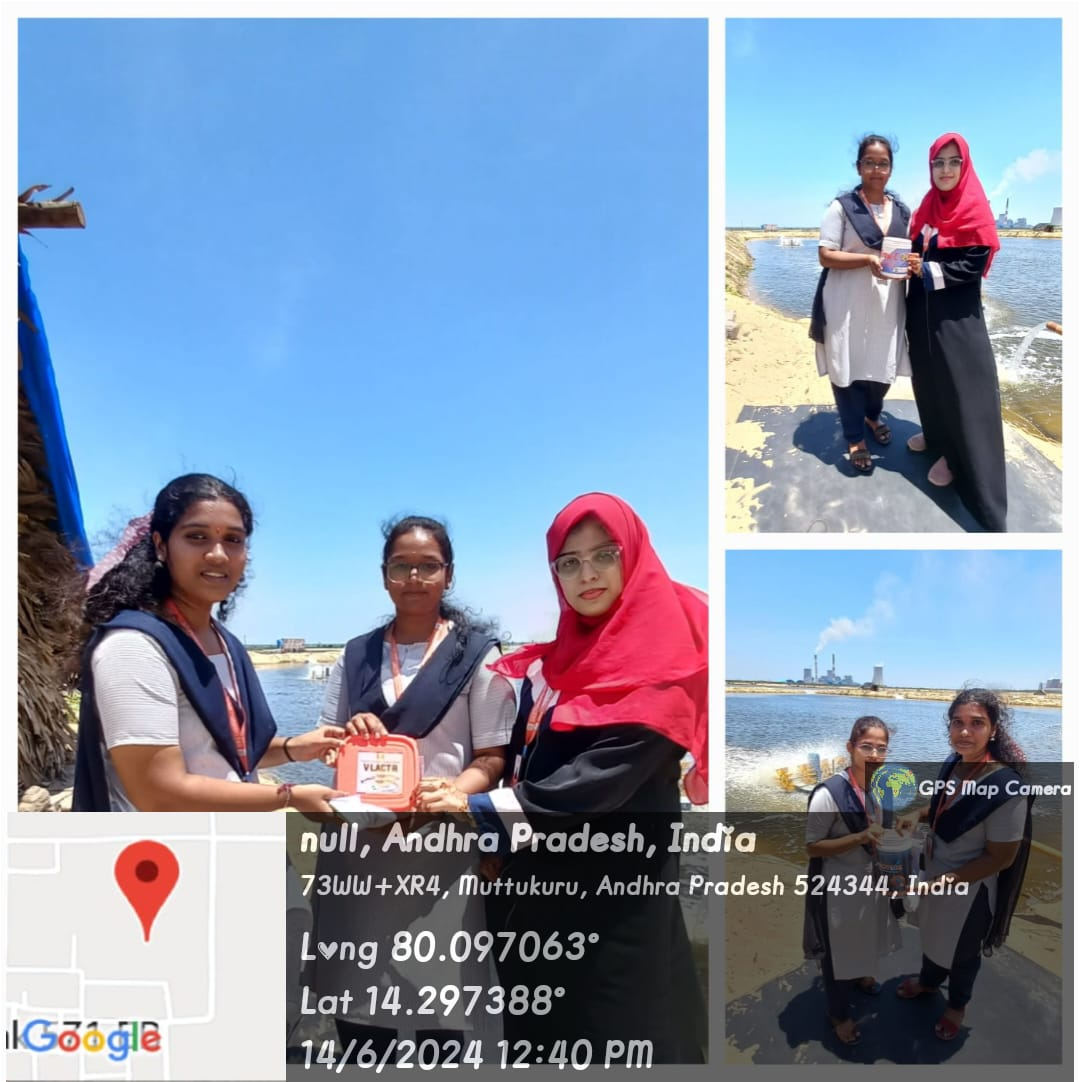 VLACTA
GPS Map Camera
null, Andhra Pradesh, India
73WW+XR4, Muttukuru, Andhra Pradesh 524344, India
Long 80.097063°
Lat 14.297388°
14/6/2024 12:40 PM
Google